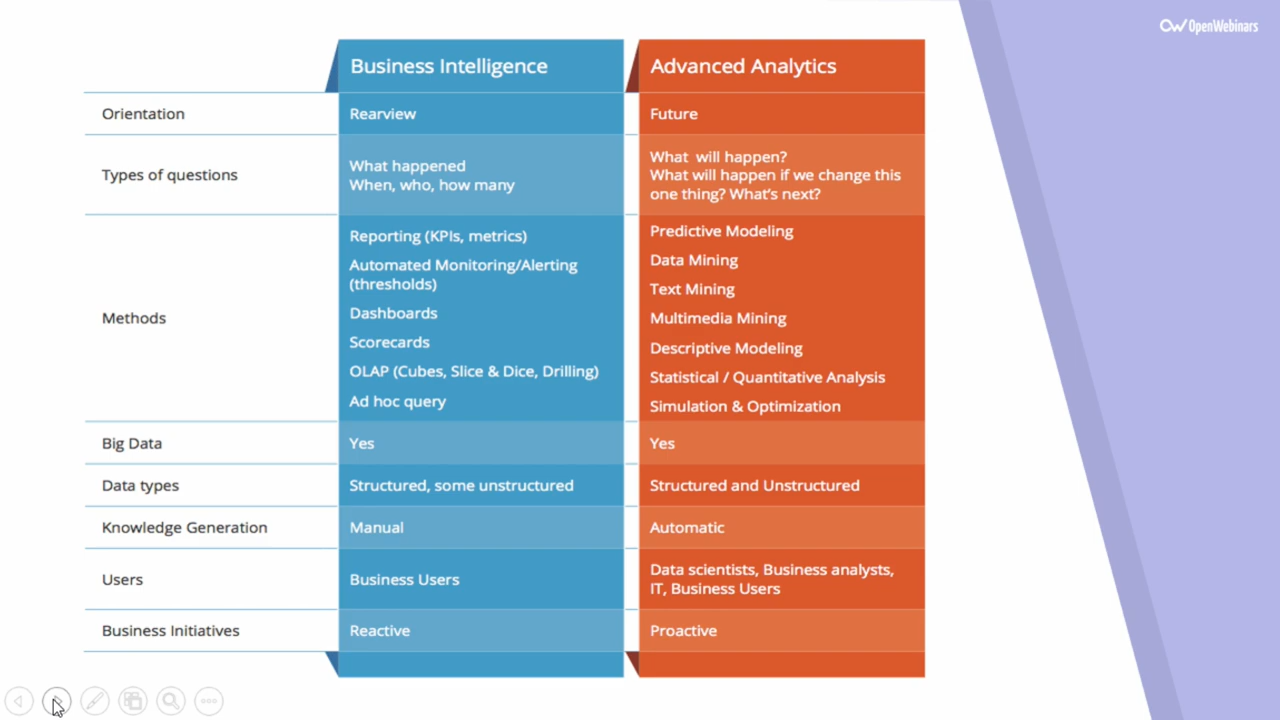 OW OpenWebinars
Business Intelligence
Advanced Analytics
Orientation
Rearview
Future
Types of questions
What happened
When, who, how many
What will happen?
What will happen if we change this
one thing? What's next?
Methods
Reporting (KPIs, metrics)
Automated Monitoring/Alerting
(thresholds)
Dashboards
Scorecards
OLAP (Cubes, Slice & Dice, Drilling)
Ad hoc query
Predictive Modeling
Data Mining
Text Mining
Multimedia Mining
Descriptive Modeling
Statistical / Quantitative Analysis
Simulation & Optimization
Big Data
Yes
Yes
Data types
Structured, some unstructured
Structured and Unstructured
Knowledge Generation
Manual
Automatic
Users
Business Users
Data scientists, Business analysts,
IT, Business Users
Business Initiatives
Reactive
Proactive